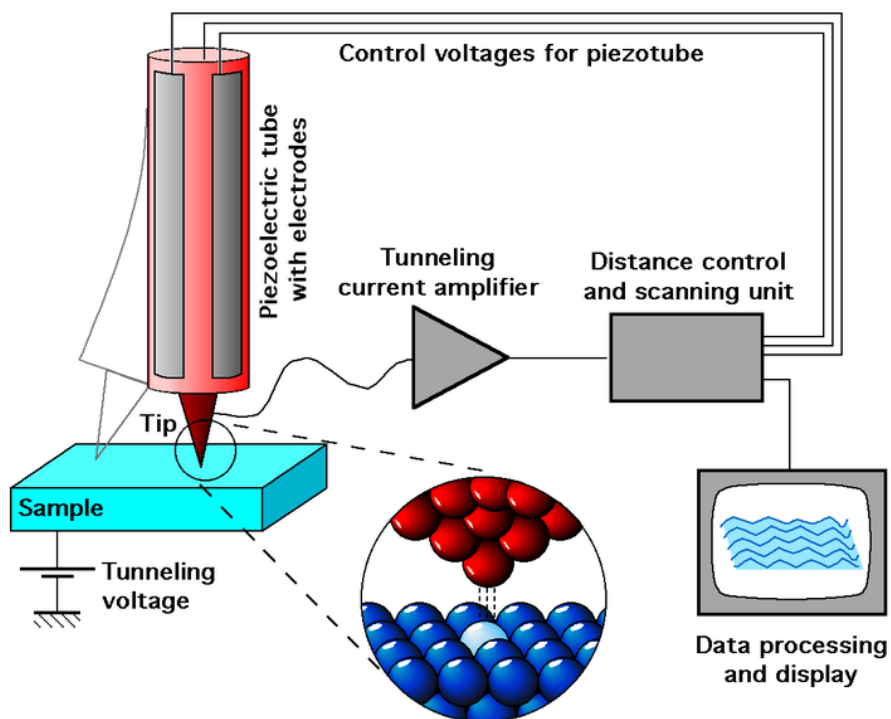 Control voltages for piezotube
Piezoelectric tube
with electrodes
Tunneling
current amplifier
Distance control
and scanning unit
Tip
Sample
Tunneling
voltage
Data processing
and display